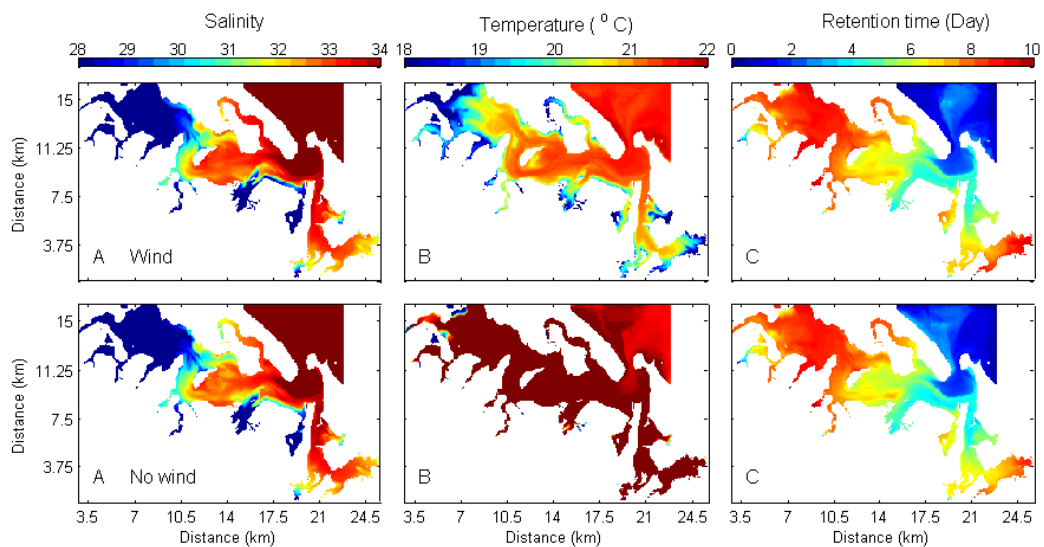 Salinity Temperature ( ° C) Retention time (Day)
28 29 30 31 32 33 34 18 19 20 21 22 0 2 4 6 8 10
15
11.25
7.5
3.75
Distance (km)
A Wind B C
15
11.25
7.5
3.75
Distance (km)
A No wind B C
3.5 7 10.5 14 17.5 21 24.5 3.5 7 10.5 14 17.5 21 24.5 3.5 7 10.5 14 17.5 21 24.5
Distance (km) Distance (km) Distance (km)